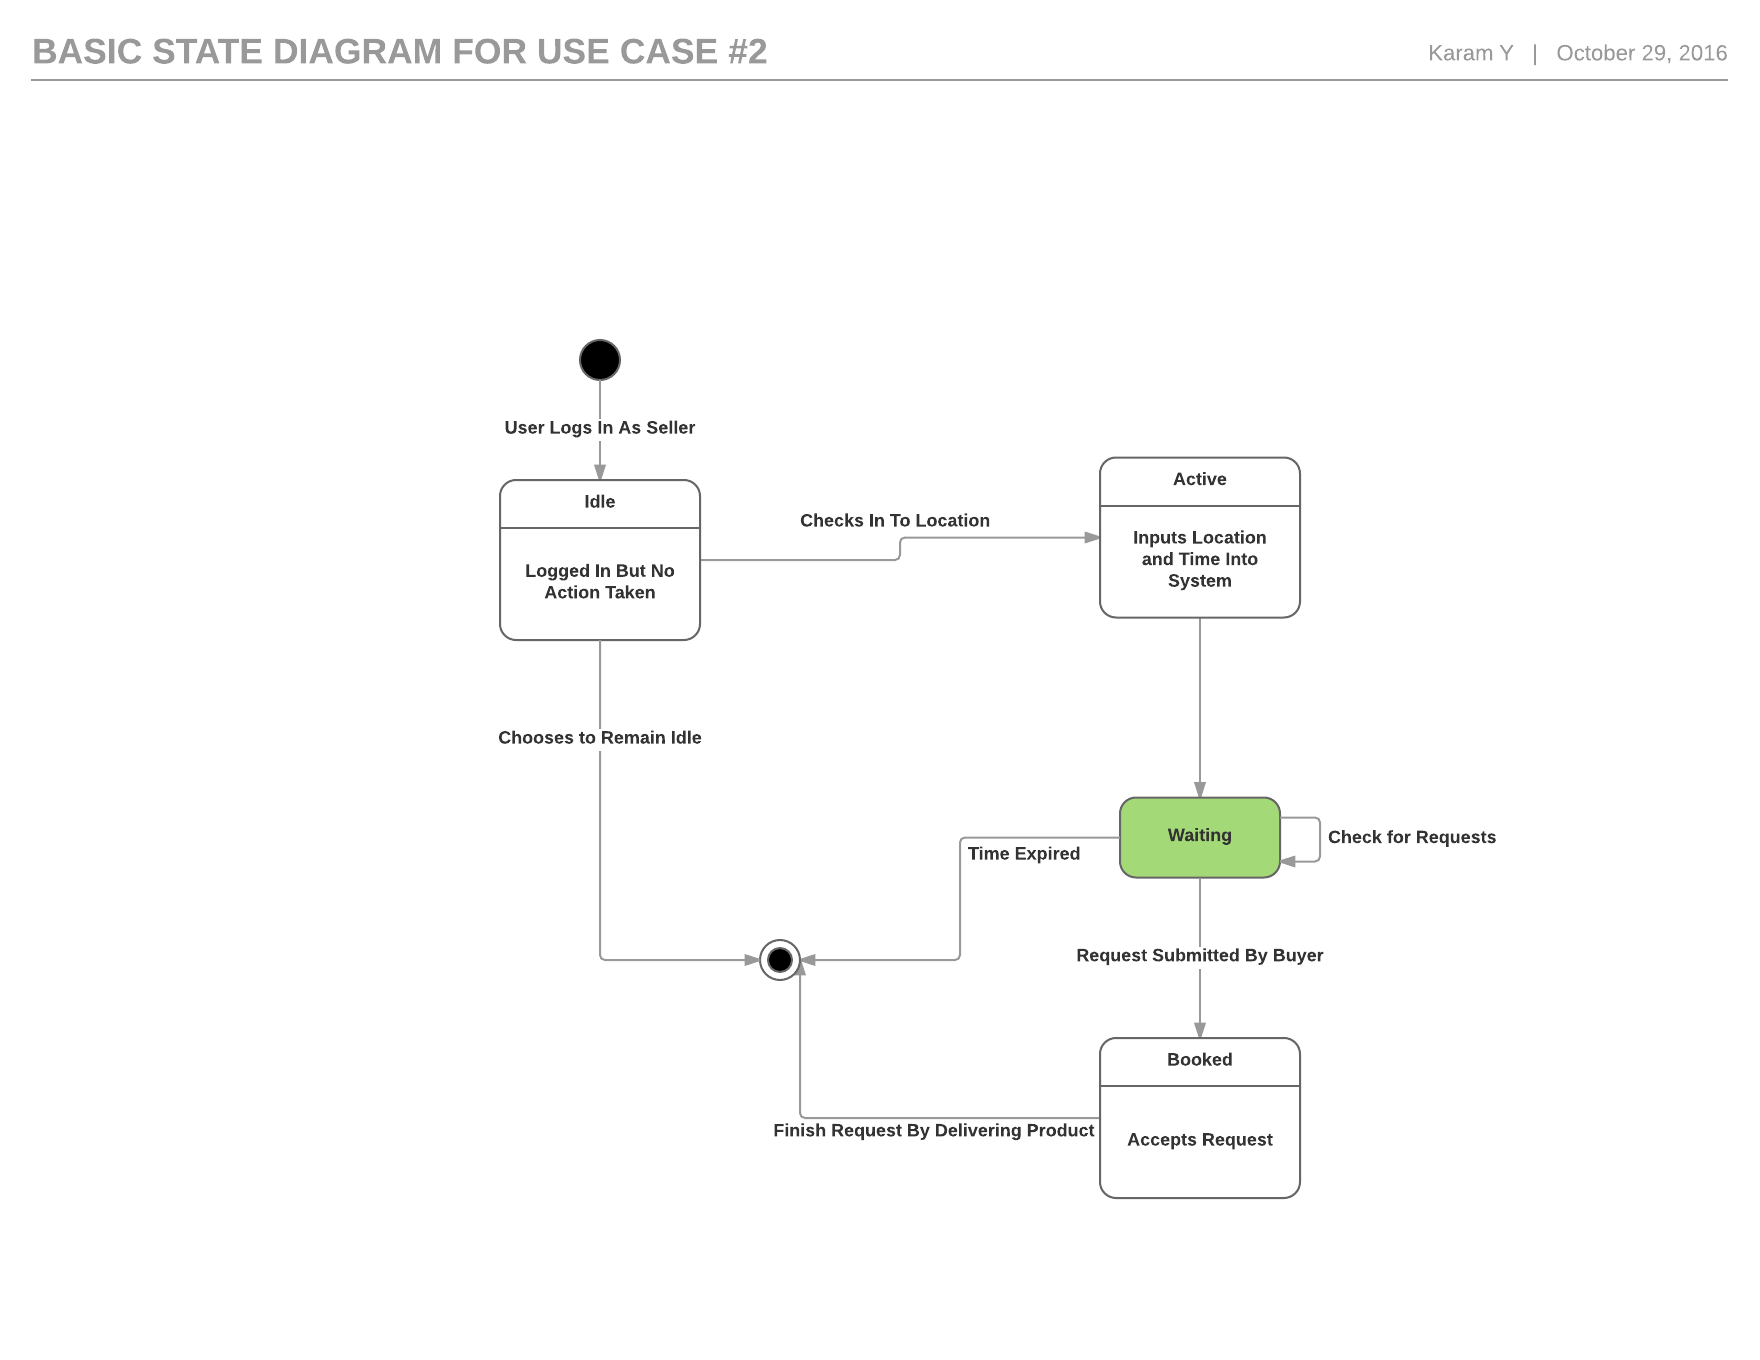 BASIC STATE DIAGRAM FOR USE CASE #2
Karam Y | October 29, 2016
User Logs In As Seller
Idle
Logged In But No
Action Taken
Checks In To Location
Active
Inputs Location
and Time Into
System
Chooses to Remain Idle
Waiting
Check for Requests
Time Expired
Request Submitted By Buyer
Booked
Accepts Request
Finish Request By Delivering Product